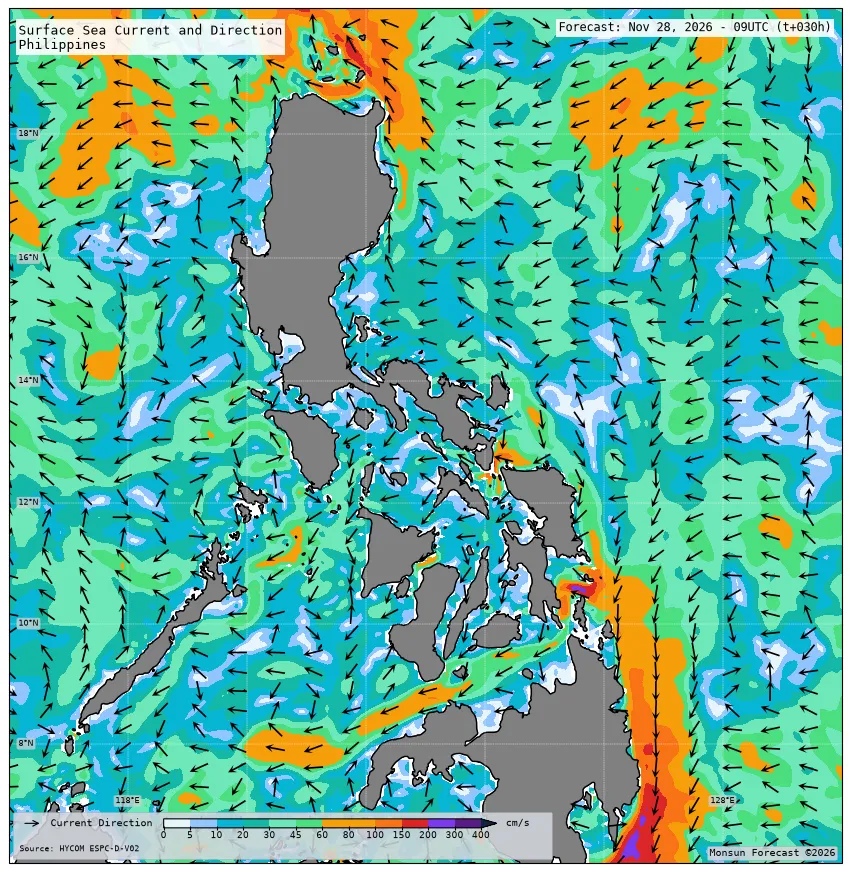 Surface Sea Current and Direction
Philippines
Forecast: Nov 28, 2026 - 09UTC (t+030h)
18°N
16°N
14°N
12°N
10°N
8°N
118°E
128°E
Current Direction
cm/s
0 5 10 20 30 45 60 80 100 150 200 300 400
Source: HYCOM ESPC-D-V02
Monsun Forecast ©2026